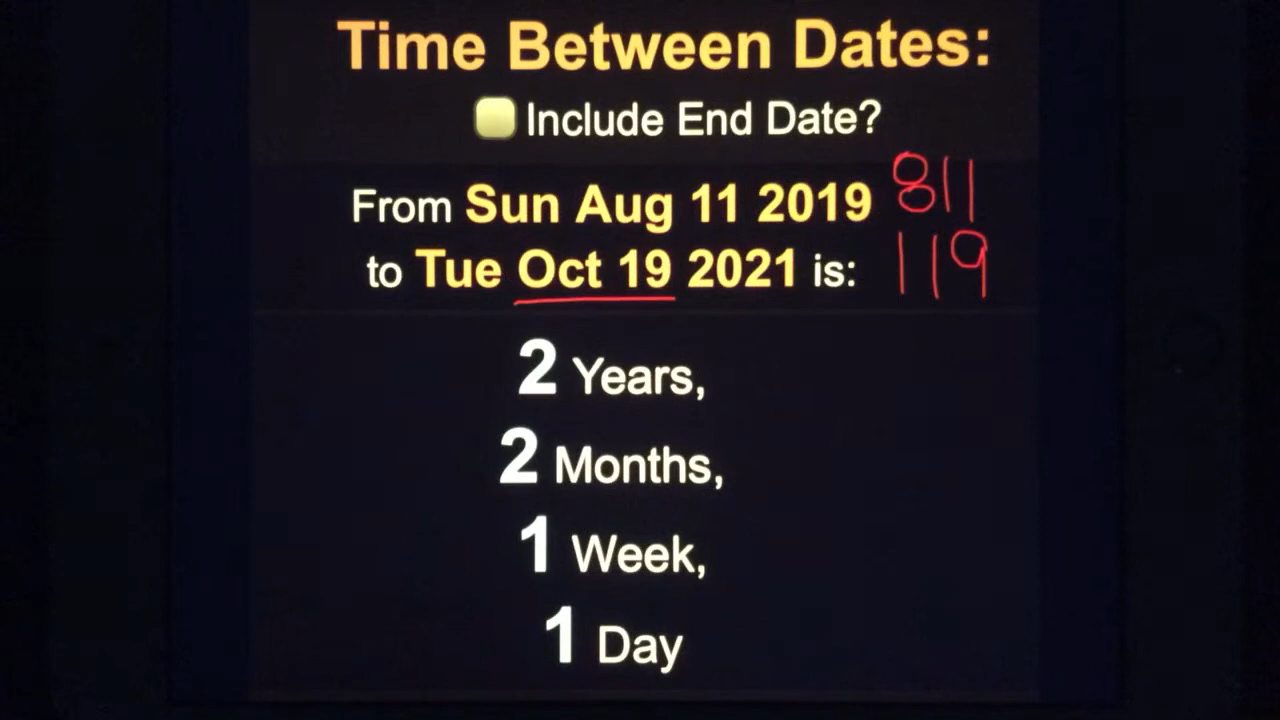 Time Between Dates:
Include End Date?
From Sun Aug 11 2019 811
to Tue Oct 19 2021 is: 119
2 Years,
2 Months,
1 Week,
1 Day